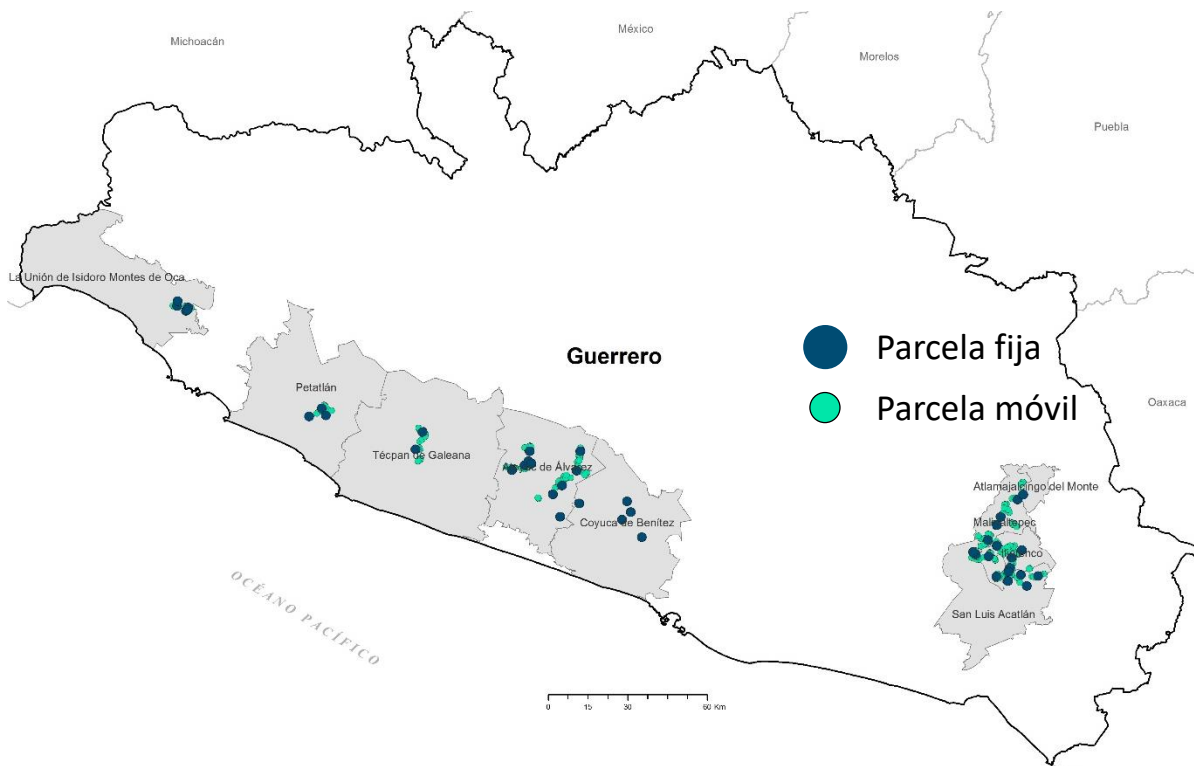 Michoacán
México
Morelos
Puebla
La Unión de Isidoro Montes de Oca
Guerrero
Parcela fija
Parcela móvil
Petatlán
Oaxaca
Técpan de Galeana
de Álvarez
Atlamajalcingo del Monte
Coyuca de Benítez
Malinaltepec
San Luis Acatlán
OCÉANO PACÍFICO
0 15 30 60 Km